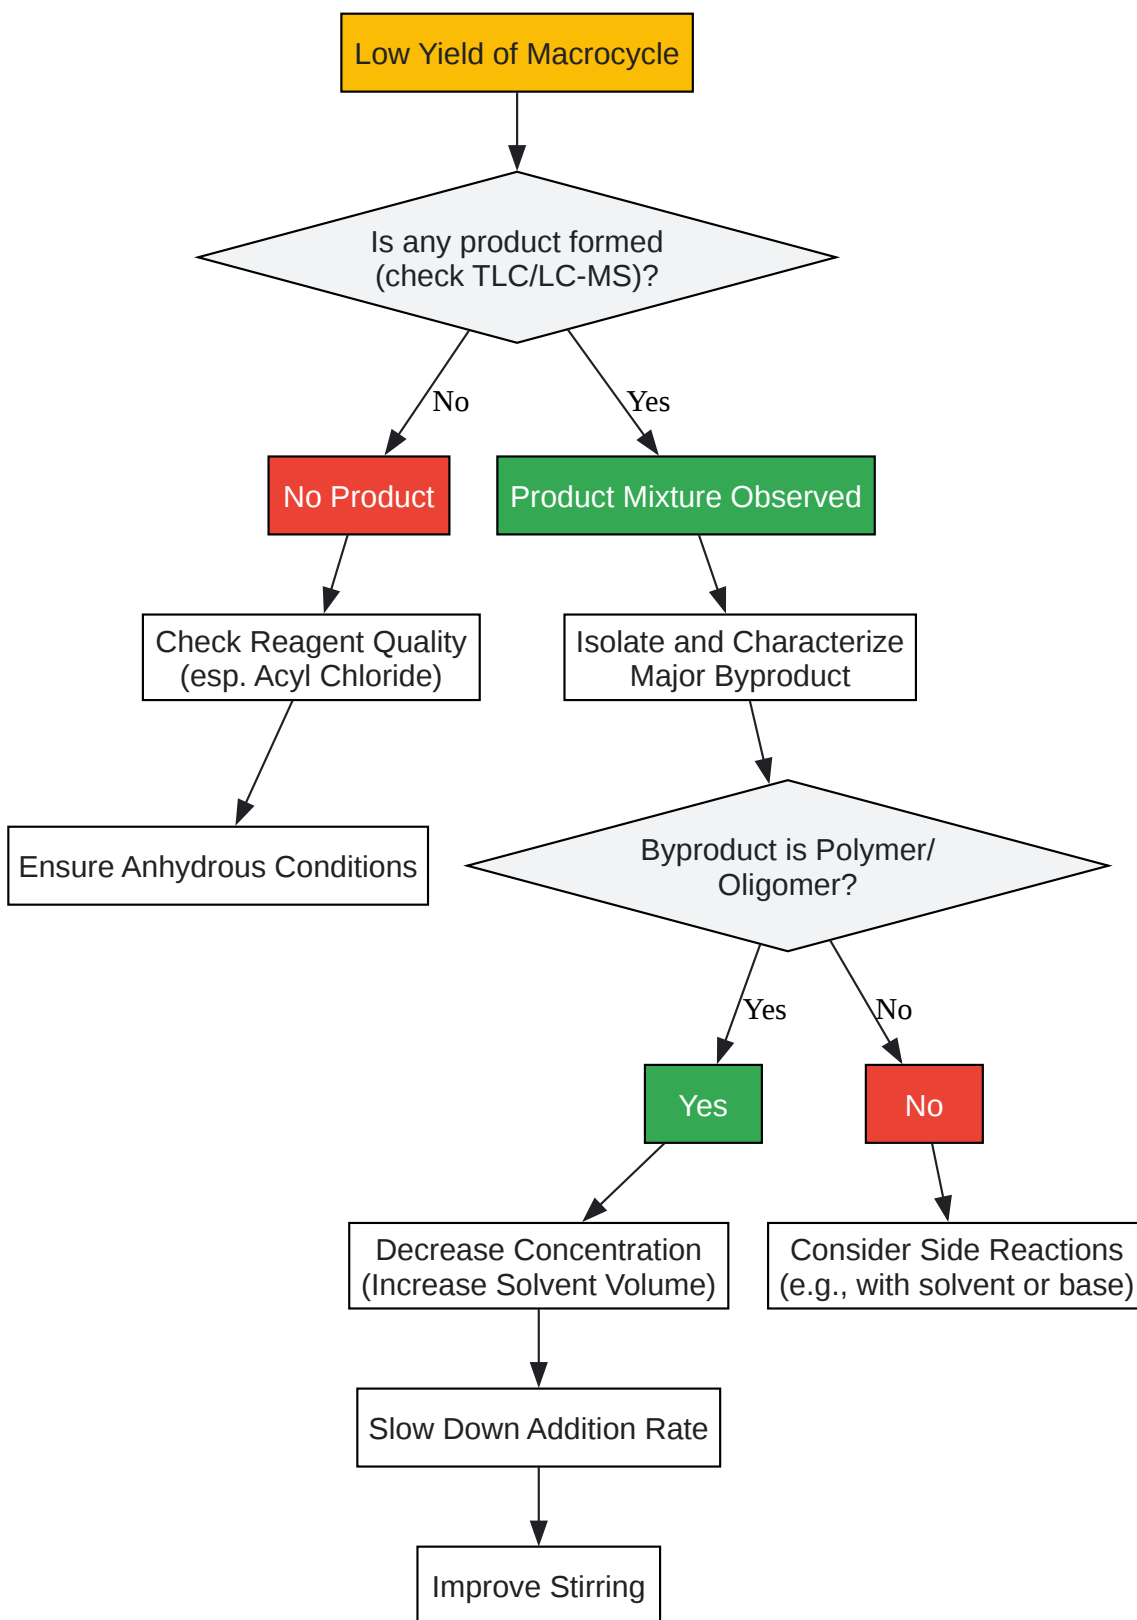 Low Yield of Macrocycle
Is any product formed
(check TLC/LC-MS)?
No
Yes
No Product
Product Mixture Observed
Check Reagent Quality
(esp. Acyl Chloride)
Isolate and Characterize
Major Byproduct
Ensure Anhydrous Conditions
Byproduct is Polymer/
Oligomer?
Yes
No
Yes
No
Decrease Concentration
(Increase Solvent Volume)
Consider Side Reactions
(e.g., with solvent or base)
Slow Down Addition Rate
Improve Stirring